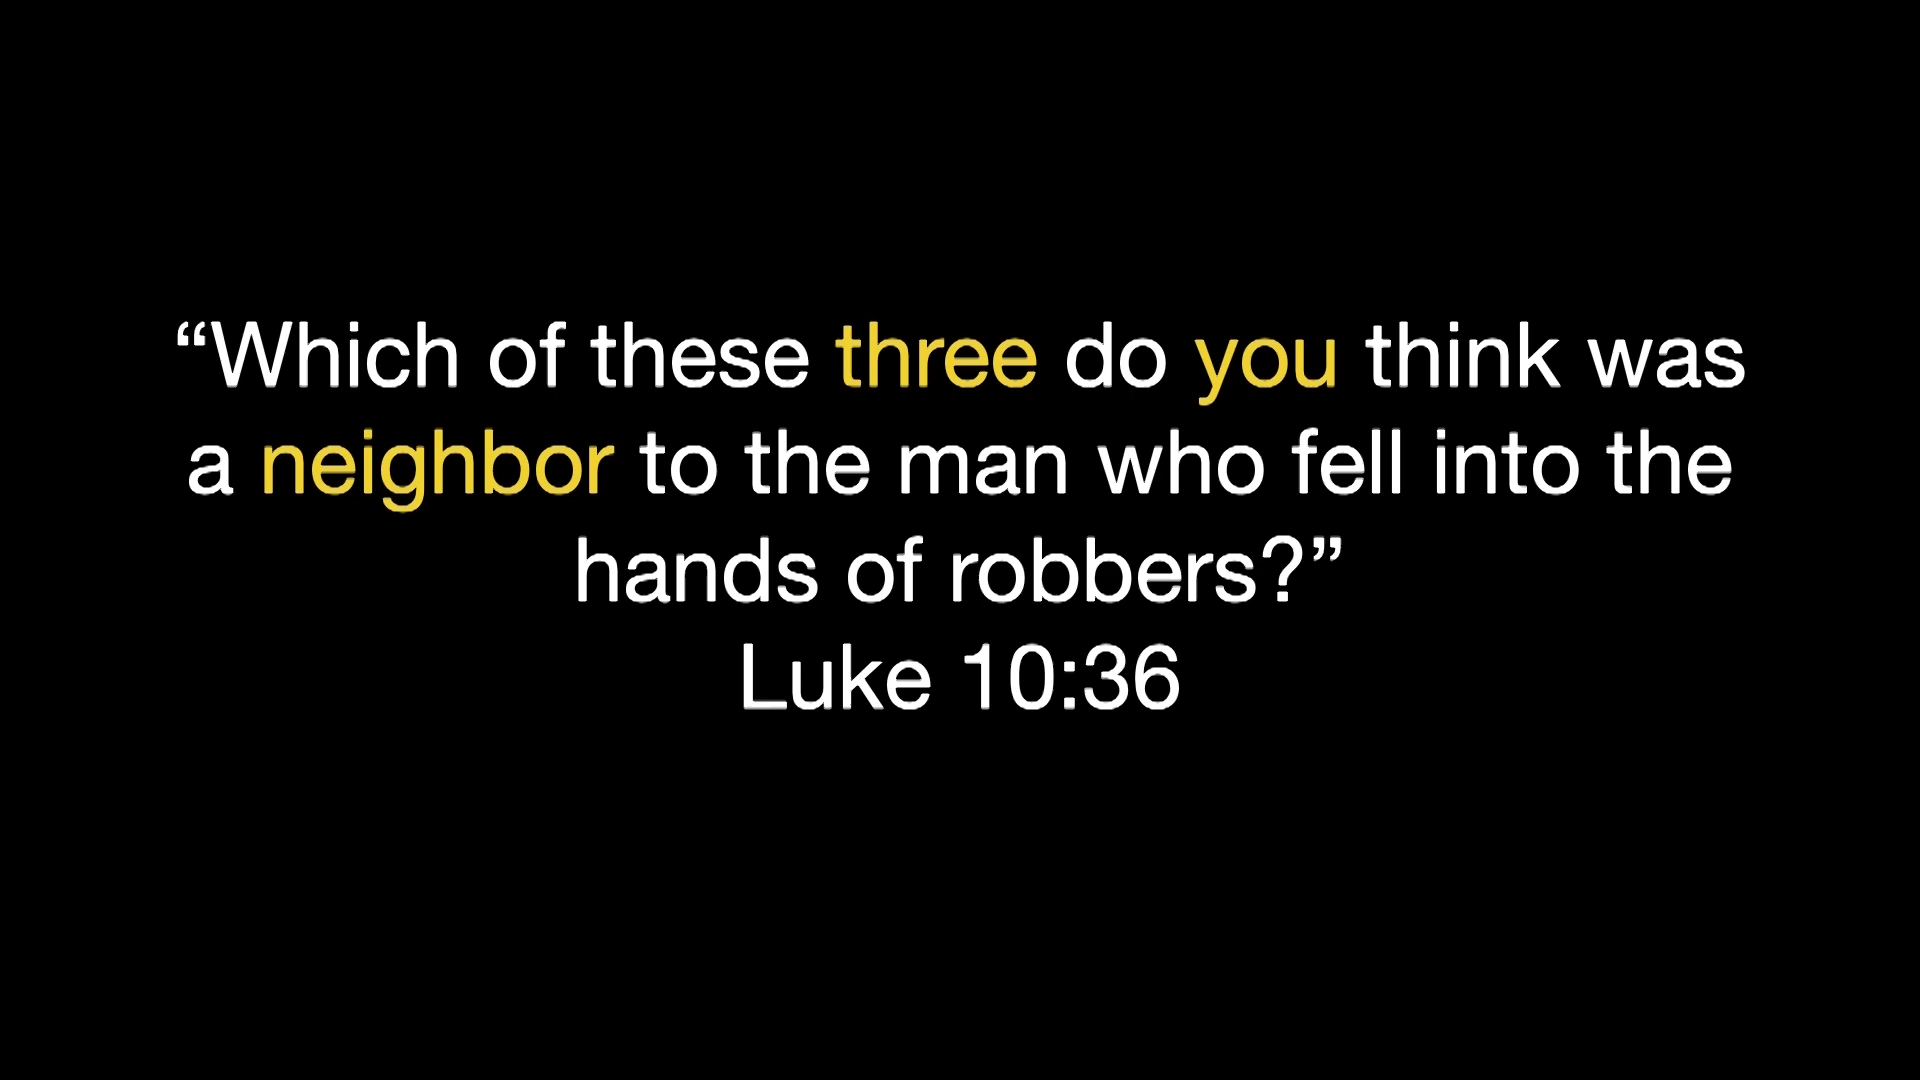 “Which of these three do you think was
a neighbor to the man who fell into the
hands of robbers?”
Luke 10:36